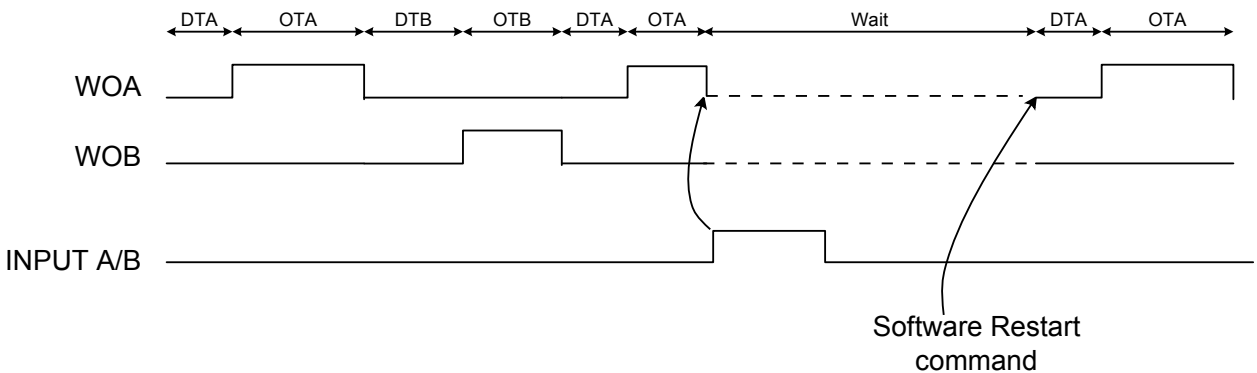 DTA OTA DTB OTB DTA OTA Wait DTA OTA
WOA
WOB
INPUT A/B
Software Restart
command